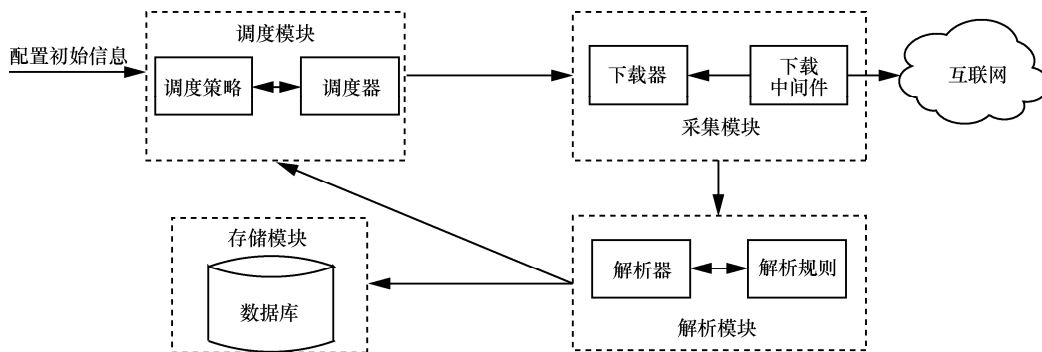 配置初始信息
调度模块
调度策略
调度器
下载器
下载
中间件
采集模块
互联网
存储模块
数据库
解析器
解析规则
解析模块